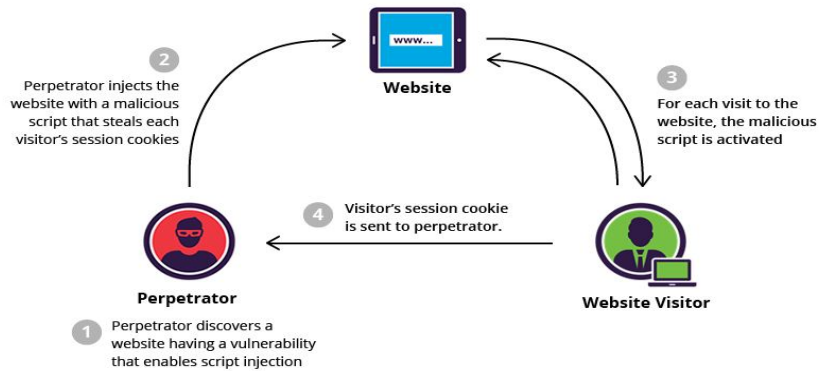 www...
Website
2
Perpetrator injects the
website with a malicious
script that steals each
visitor's session cookies
3
For each visit to the
website, the malicious
script is activated
4
Visitor's session cookie
is sent to perpetrator.
Perpetrator
Website Visitor
1
Perpetrator discovers a
website having a vulnerability
that enables script injection